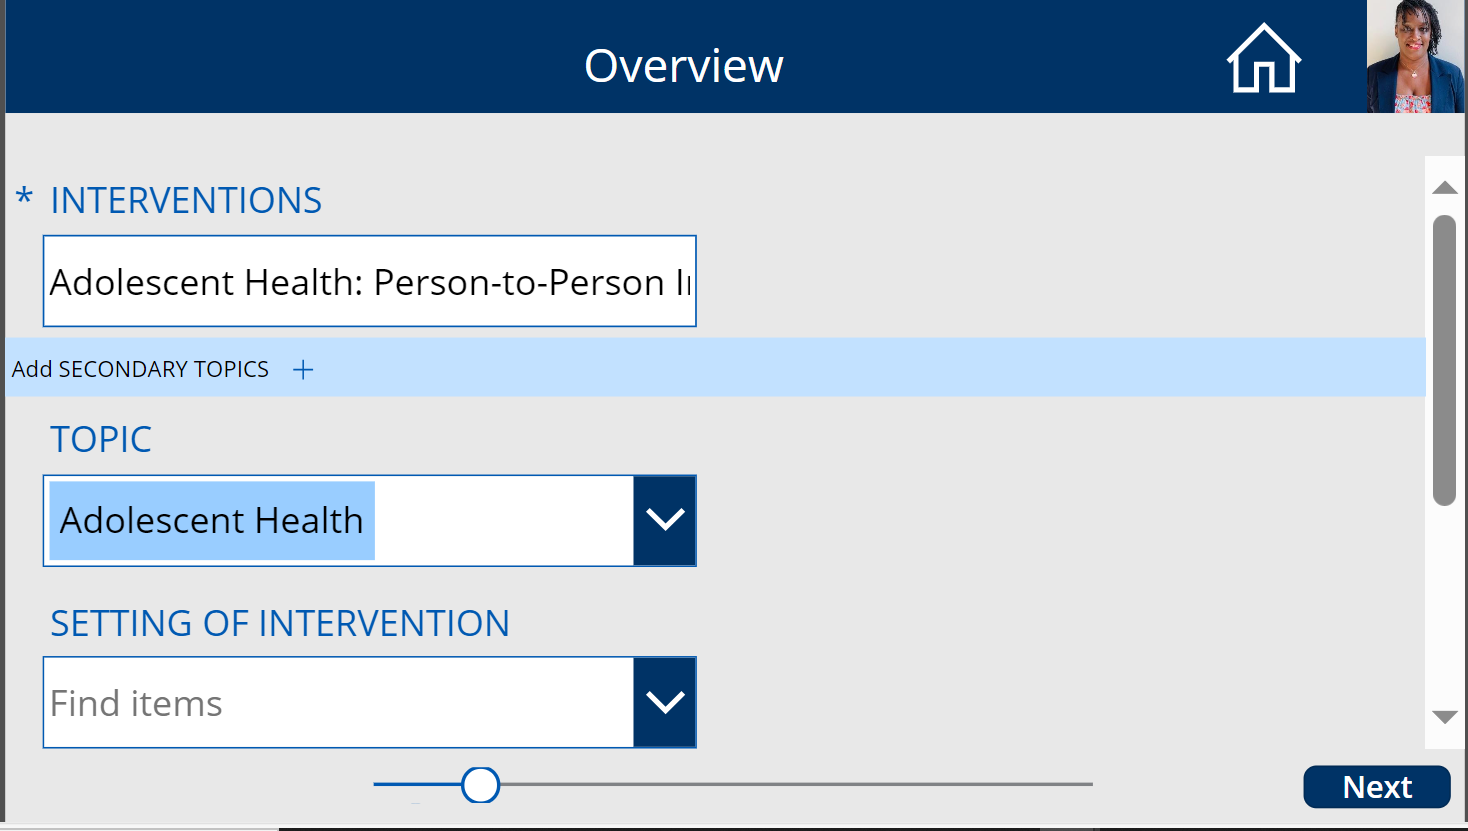 Overview
* INTERVENTIONS
Adolescent Health: Person-to-Person
Add SECONDARY TOPICS +
TOPIC
Adolescent Health
SETTING OF INTERVENTION
Find items
Next